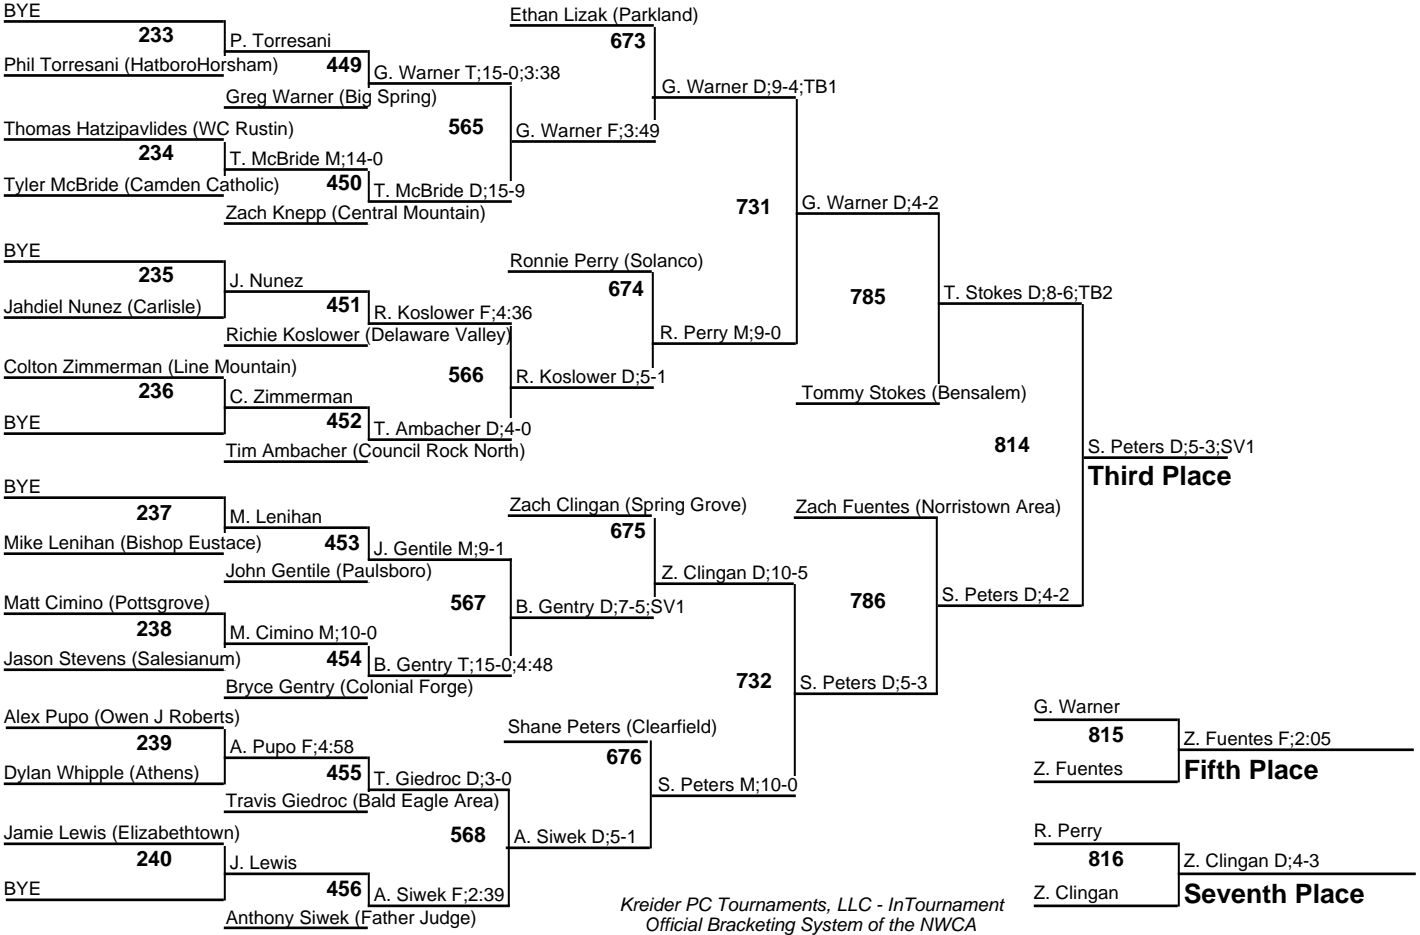 BYE
233
Phil Torresani (HatboroHorsham)
P. Torresani
449
Greg Warner (Big Spring)
G. Warner T;15-0;3:38
Thomas Hatzipavlides (WC Rustin)
234
Tyler McBride (Camden Catholic)
T. McBride M;14-0
450
Zach Knepp (Central Mountain)
T. McBride D;15-9
565
G. Warner F;3:49
Ethan Lizak (Parkland)
673
G. Warner D;9-4;TB1
BYE
235
Jahdiel Nunez (Carlisle)
J. Nunez
451
Richie Koslower (Delaware Valley)
R. Koslower F;4:36
Colton Zimmerman (Line Mountain)
236
BYE
C. Zimmerman
452
Tim Ambacher (Council Rock North)
T. Ambacher D;4-0
566
R. Koslower D;5-1
Ronnie Perry (Solanco)
674
R. Perry M;9-0
731
G. Warner D;4-2
785
Tommy Stokes (Bensalem)
T. Stokes D;8-6;TB2
BYE
237
Mike Lenihan (Bishop Eustace)
M. Lenihan
453
John Gentile (Paulsboro)
J. Gentile M;9-1
Matt Cimino (Pottsgrove)
238
Jason Stevens (Salesianum)
M. Cimino M;10-0
454
Bryce Gentry (Colonial Forge)
B. Gentry T;15-0;4:48
567
B. Gentry D;7-5;SV1
Zach Clingan (Spring Grove)
675
Z. Clingan D;10-5
Alex Pupo (Owen J Roberts)
239
Dylan Whipple (Athens)
A. Pupo F;4:58
455
Travis Giedroc (Bald Eagle Area)
T. Giedroc D;3-0
Jamie Lewis (Elizabethtown)
240
BYE
J. Lewis
456
Anthony Siwek (Father Judge)
A. Siwek F;2:39
568
A. Siwek D;5-1
Shane Peters (Clearfield)
676
S. Peters M;10-0
732
S. Peters D;5-3
Zach Fuentes (Norristown Area)
786
S. Peters D;4-2
814
S. Peters D;5-3;SV1
Third Place
G. Warner
815
Z. Fuentes
Z. Fuentes F;2:05
Fifth Place
R. Perry
816
Z. Clingan
Z. Clingan D;4-3
Seventh Place
Kreider PC Tournaments, LLC - InTournament
Official Bracketing System of the NWCA